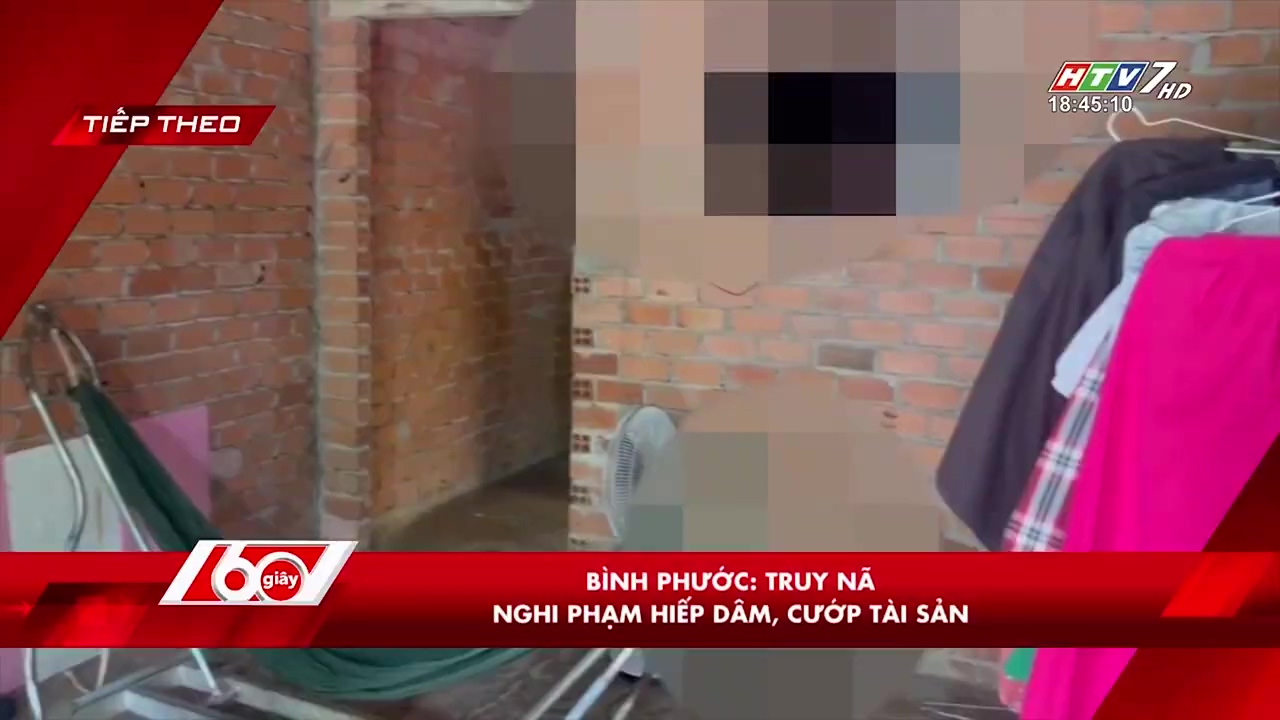 TIẾP THEO
HTV7 HD
18:45:10
60 giây
BÌNH PHƯỚC: TRUY NÃ
NGHI PHẠM HIẾP DÂM, CƯỚP TÀI SẢN